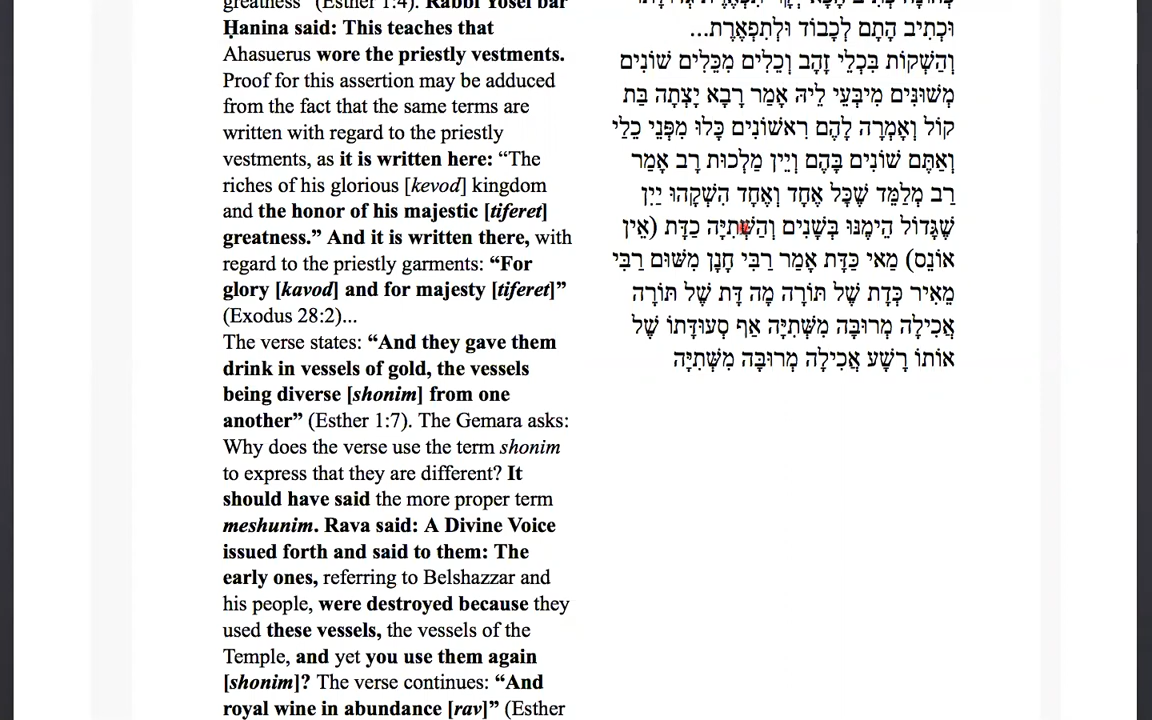 greatness" (Esther 1:4). Rabbi Yosei bar
Ḥanina said: This teaches that
Ahasuerus wore the priestly vestments.
Proof for this assertion may be adduced
from the fact that the same terms are
written with regard to the priestly
vestments, as it is written here: “The
riches of his glorious [kevod] kingdom
and the honor of his majestic [tiferet]
greatness.” And it is written there, with
regard to the priestly garments: “For
glory [kavod] and for majesty [tiferet]”
(Exodus 28:2)...
The verse states: “And they gave them
drink in vessels of gold, the vessels
being diverse [shonim] from one
another” (Esther 1:7). The Gemara asks:
Why does the verse use the term shonim
to express that they are different? It
should have said the more proper term
meshunim. Rava said: A Divine Voice
issued forth and said to them: The
early ones, referring to Belshazzar and
his people, were destroyed because they
used these vessels, the vessels of the
Temple, and yet you use them again
[shonim]? The verse continues: “And
royal wine in abundance [rav]” (Esther
וּכְתִיב הָתָם לְכָבוֹד וּלְתִפְאָרֶת...
וְהַשְׁקוֹת בִּכְלֵי זָהָב וְכֵלִים מִכֵּלִים שׁוֹנִים
מְשׁוּנִּים מִיבְּעֵי לֵיהּ אָמַר רָבָא יָצְתָה בַּת
קוֹל וְאָמְרָה לָהֶם רִאשׁוֹנִים כָּלוּ מִפְּנֵי כֵלִי
וְאַתֶּם שׁוֹנִים בָּהֶם וְיֵין מַלְכוּת רָב אָמַר
רַב מְלַמֵּד שֶׁכׇּל אֶחָד וְאֶחָד הִשְׁקָהוּ יַיִן
שֶׁגָּדוֹל הֵימֶנּוּ בְּשָׁנִים וְהַשְּׁתִיָּה כַדָּת (אֵין
אוֹנֵס) מַאי כַּדָּת אָמַר רַבִּי חָנָן מִשּׁוּם רַבִּי
מֵאִיר כְּדָת שֶׁל תּוֹרָה מָה דָּת שֶׁל תּוֹרָה
אֲכִילָה מְרוּבָּה מִשְּׁתִיָּה אַף סְעוּדָּתוֹ שֶׁל
אוֹתוֹ רָשָׁע אֲכִילָה מְרוּבָּה מִשְּׁתִיָּה